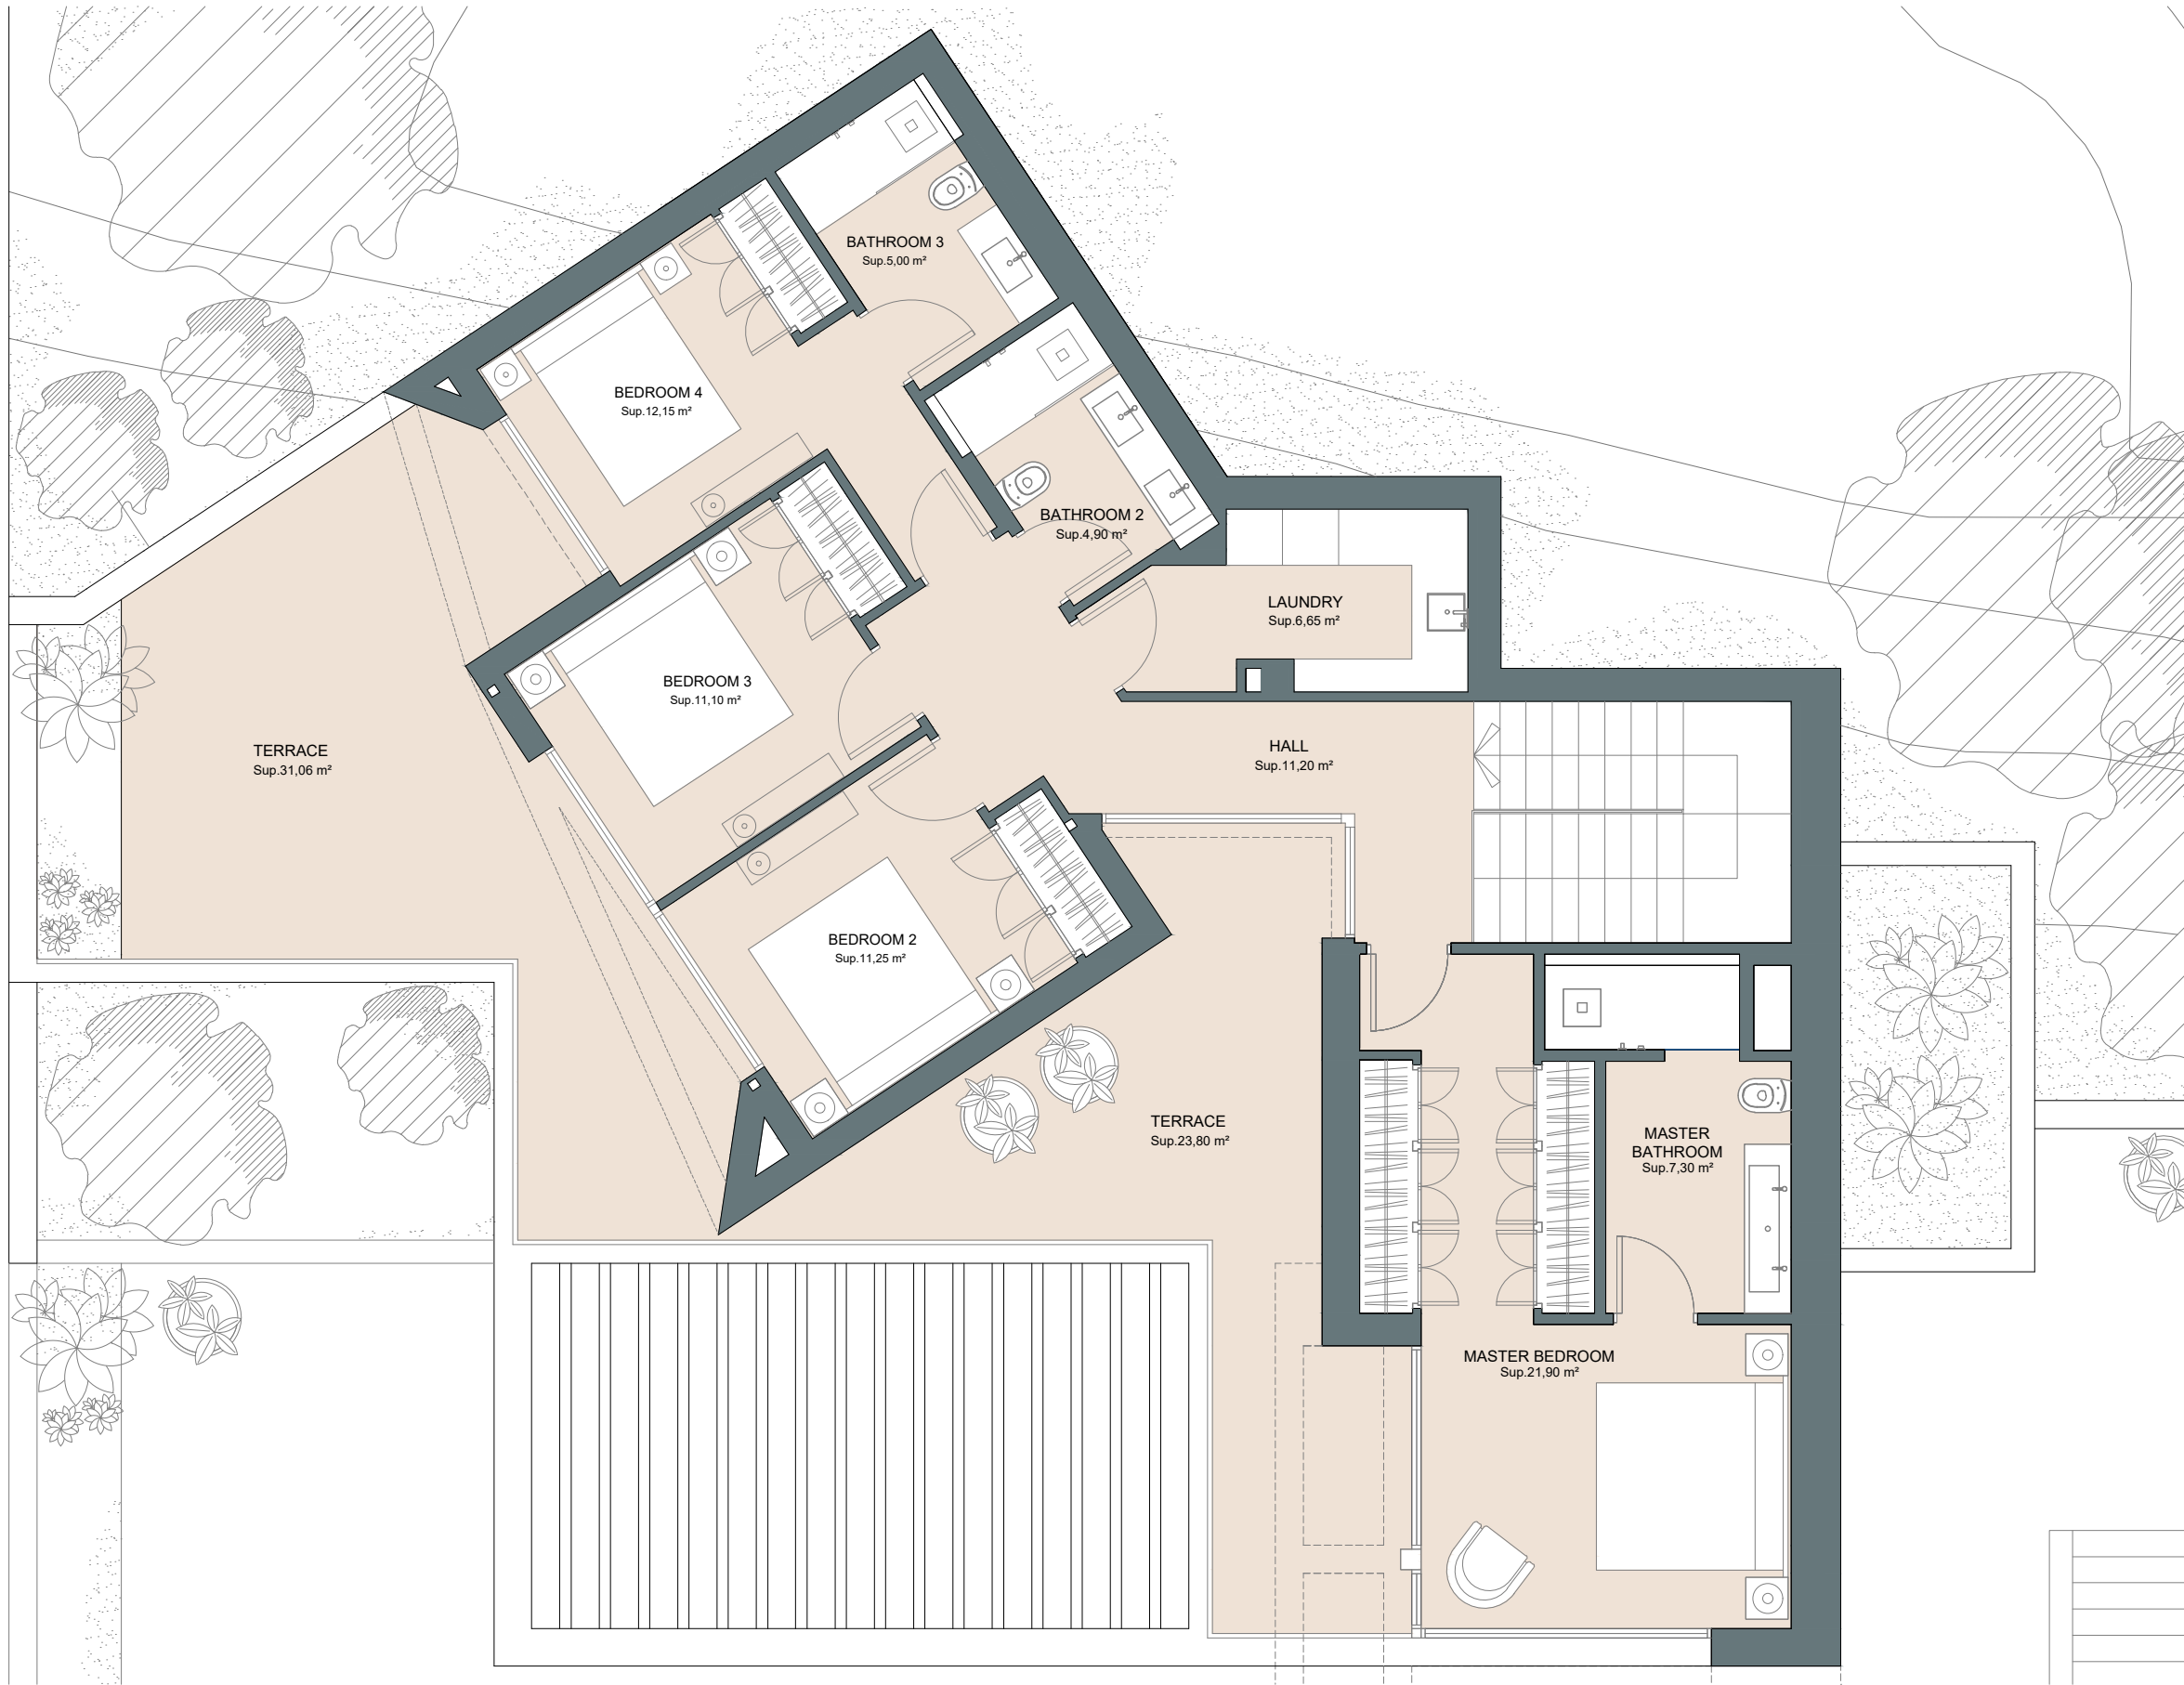 BATHROOM 3
Sup.5,00 m²
BEDROOM 4
Sup.12,15 m²
BATHROOM 2
Sup.4,90 m²
LAUNDRY
Sup.6,65 m²
BEDROOM 3
Sup.11,10 m²
TERRACE
Sup.31,06 m²
HALL
Sup.11,20 m²
BEDROOM 2
Sup.11,25 m²
TERRACE
Sup.23,80 m²
MASTER
BATHROOM
Sup.7,30 m²
MASTER BEDROOM
Sup.21,90 m²